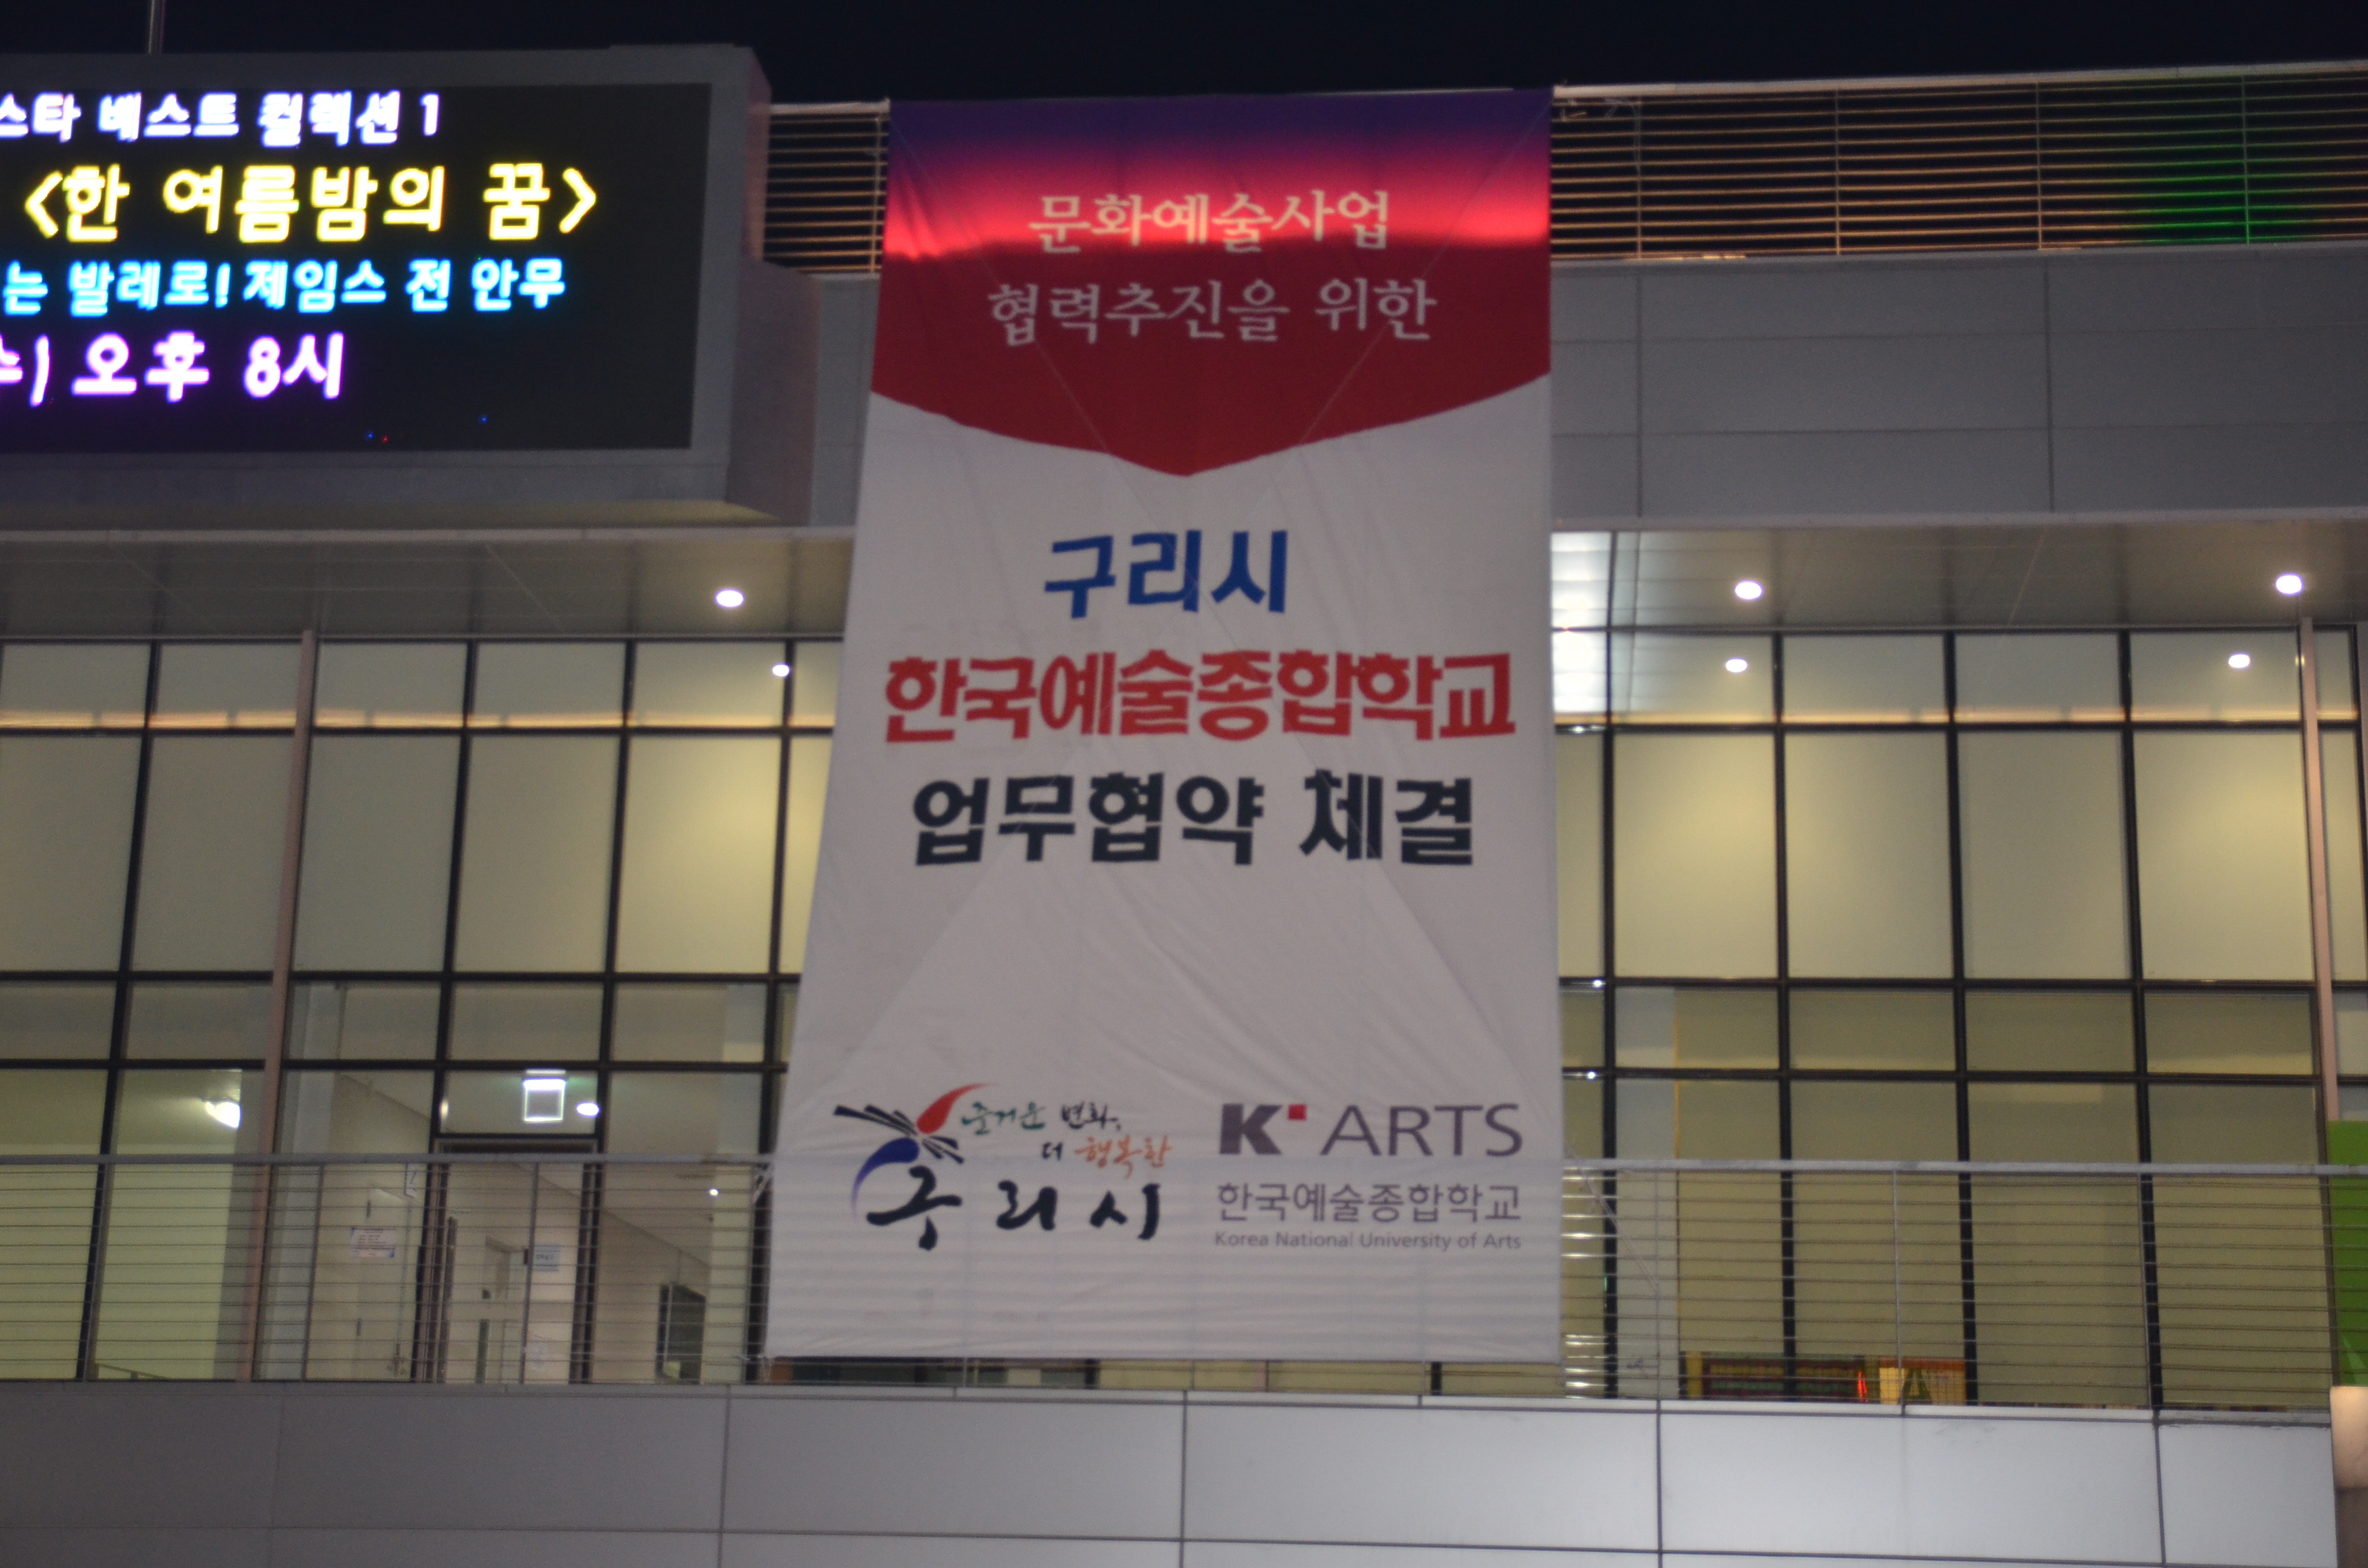 스타 베스트 컬렉션 1
<한 여름밤의 꿈>
는 발레로! 제임스 전 안무
오후 8시
문화예술사업
협력추진을 위한
구리시
한국예술종합학교
업무협약 체결
즐거운 변화,
더 행복한
구리시
K ARTS
한국예술종합학교
Korea National University of Arts